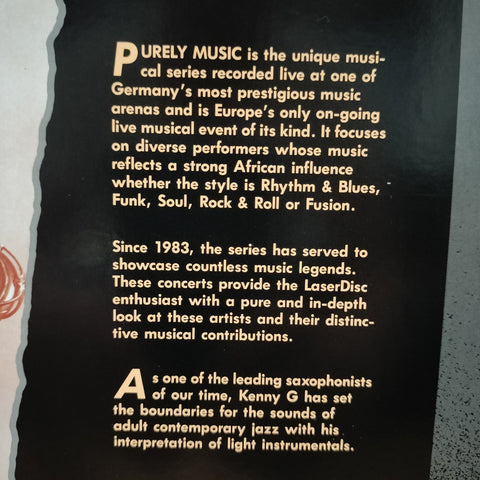 PURELY MUSIC is the unique musi-
cal series recorded live at one of
Germany's most prestigious music
arenas and is Europe's only on-going
live musical event of its kind. It focuses
on diverse performers whose music
reflects a strong African influence
whether the style is Rhythm & Blues,
Funk, Soul, Rock & Roll or Fusion.
Since 1983, the series has served to
showcase countless music legends.
These concerts provide the LaserDisc
enthusiast with a pure and in-depth
look at these artists and their distinc-
tive musical contributions.
As one of the leading saxophonists
of our time, Kenny G has set
the boundaries for the sounds of
adult contemporary jazz with his
interpretation of light instrumentals.